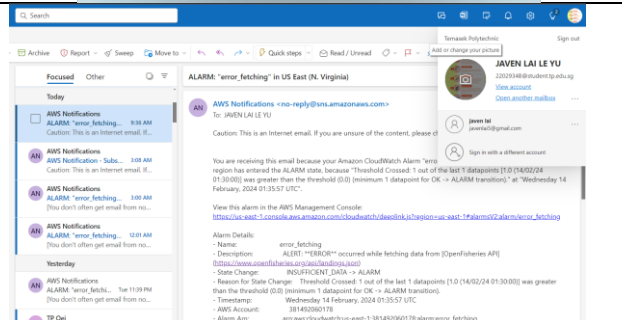 Search
Archive
Report
Sweep
Move to
Quick steps
Read / Unread
Temasek Polytechnic
Sign out
Add or change your picture
JAVEN LAI LE YU
22029348@student.tp.edu.sg
View account
Open another mailbox
javen lai
Sign in with a different account
Focused Other
Today
AWS Notifications
ALARM: "error_fetching... 9:36 AM
Caution: This is an Internet email. If...
AN
AWS Notifications
AWS Notification - Subs... 3:08 AM
Caution: This is an Internet email. If...
AN
AWS Notifications
ALARM: "error_fetching... 3:00 AM
[You don't often get email from no...
AN
AWS Notifications
ALARM: "error_fetching... 12:01 AM
[You don't often get email from no...
Yesterday
AN
AWS Notifications
ALARM: "error_fetchi... Tue 11:39 PM
[You don't often get email from no...
ALARM: "error_fetching" in US East (N. Virginia)
AN
AWS Notifications <no-reply@sns.amazonaws.com>
To: JAVEN LAI LE YU
Caution: This is an Internet email. If you are unsure of the content, please
You are receiving this email because your Amazon CloudWatch Alarm "erro
region has entered the ALARM state, because "Threshold Crossed: 1 out of the last 1 datapoints [1.0 (14/02/24
01:30:00)] was greater than the threshold (0.0) (minimum 1 datapoint for OK -> ALARM transition)." at "Wednesday 14
February, 2024 01:35:57 UTC".
View this alarm in the AWS Management Console:
https://us-east-1.console.aws.amazon.com/cloudwatch/deeplink.js?region=us-east-1#alarmsV2:alarm/error_fetching
Alarm Details:
- Name: error_fetching
- Description: ALERT: **ERROR** occurred while fetching data from [OpenFisheries API]
(https://www.openfisheries.org/api/landings.json)
- State Change: INSUFFICIENT_DATA -> ALARM
- Reason for State Change: Threshold Crossed: 1 out of the last 1 datapoints [1.0 (14/02/24 01:30:00)] was greater
than the threshold (0.0) (minimum 1 datapoint for OK -> ALARM transition).
- Timestamp: Wednesday 14 February, 2024 01:35:57 UTC
- AWS Account: 381492060178